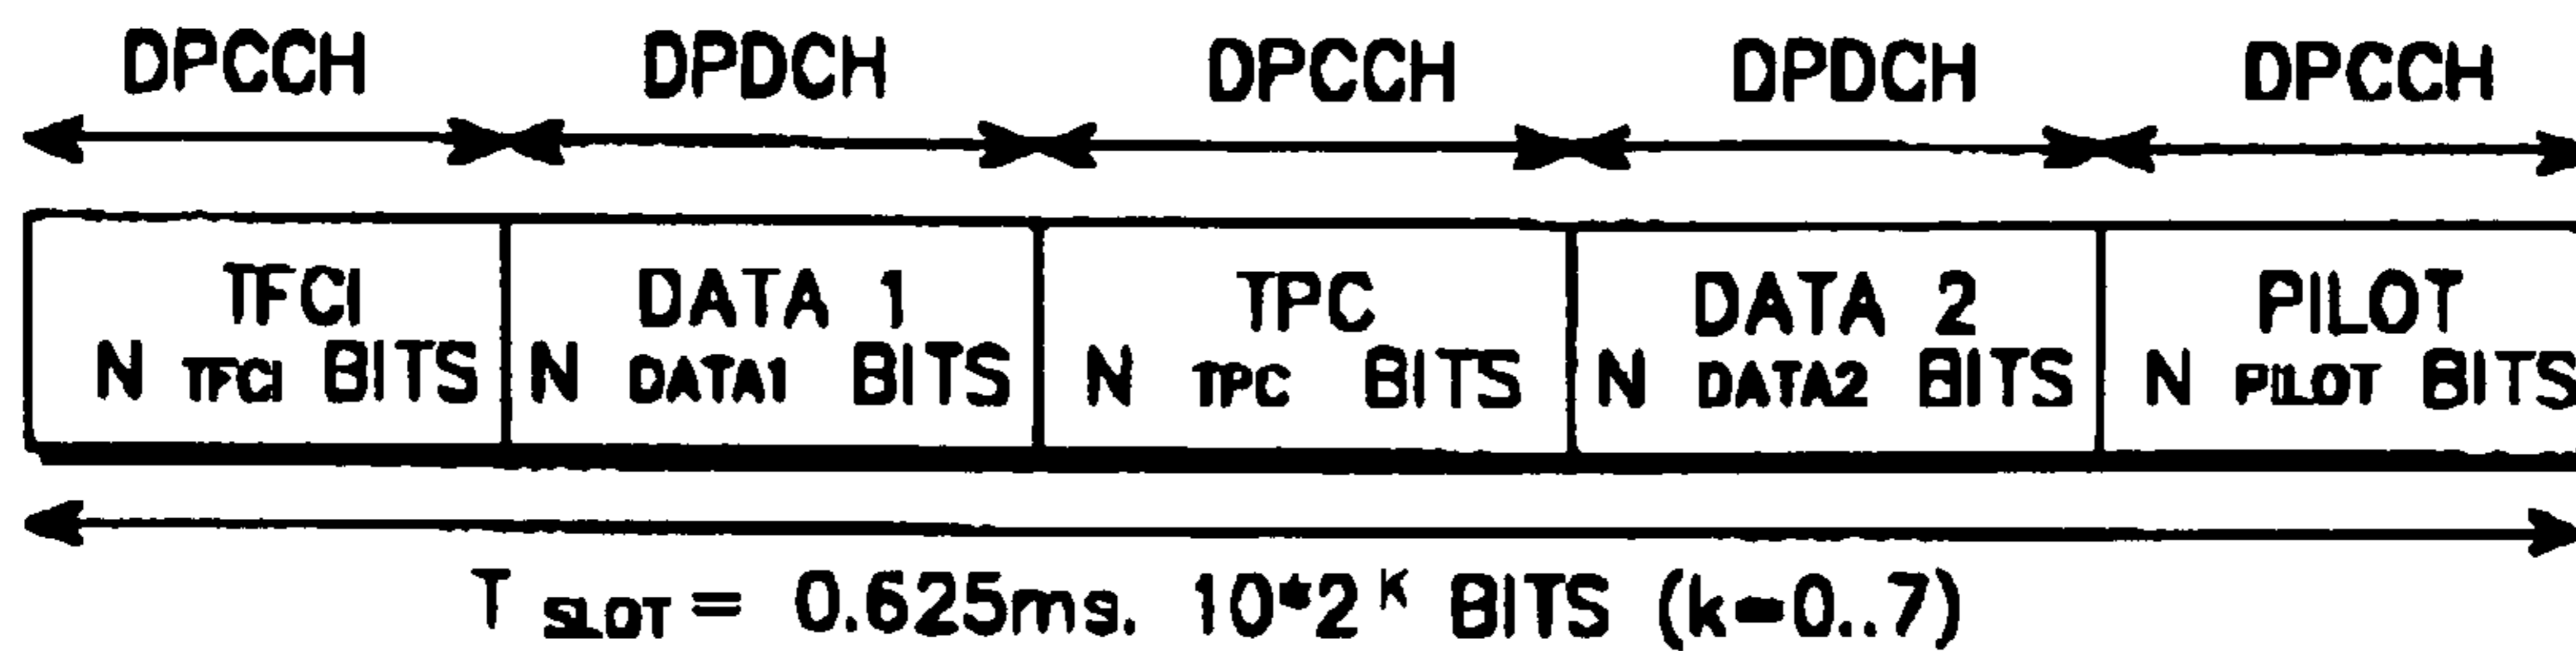 DPCCH DPDCH DPCCH DPDCH DPCCH
TFCI DATA 1 TPC DATA 2 PILOT
N TFCI BITS N DATA1 BITS N TPC BITS N DATA2 BITS N PILOT BITS
T SLOT = 0.625ms. 10*2 K BITS (k=0..7)